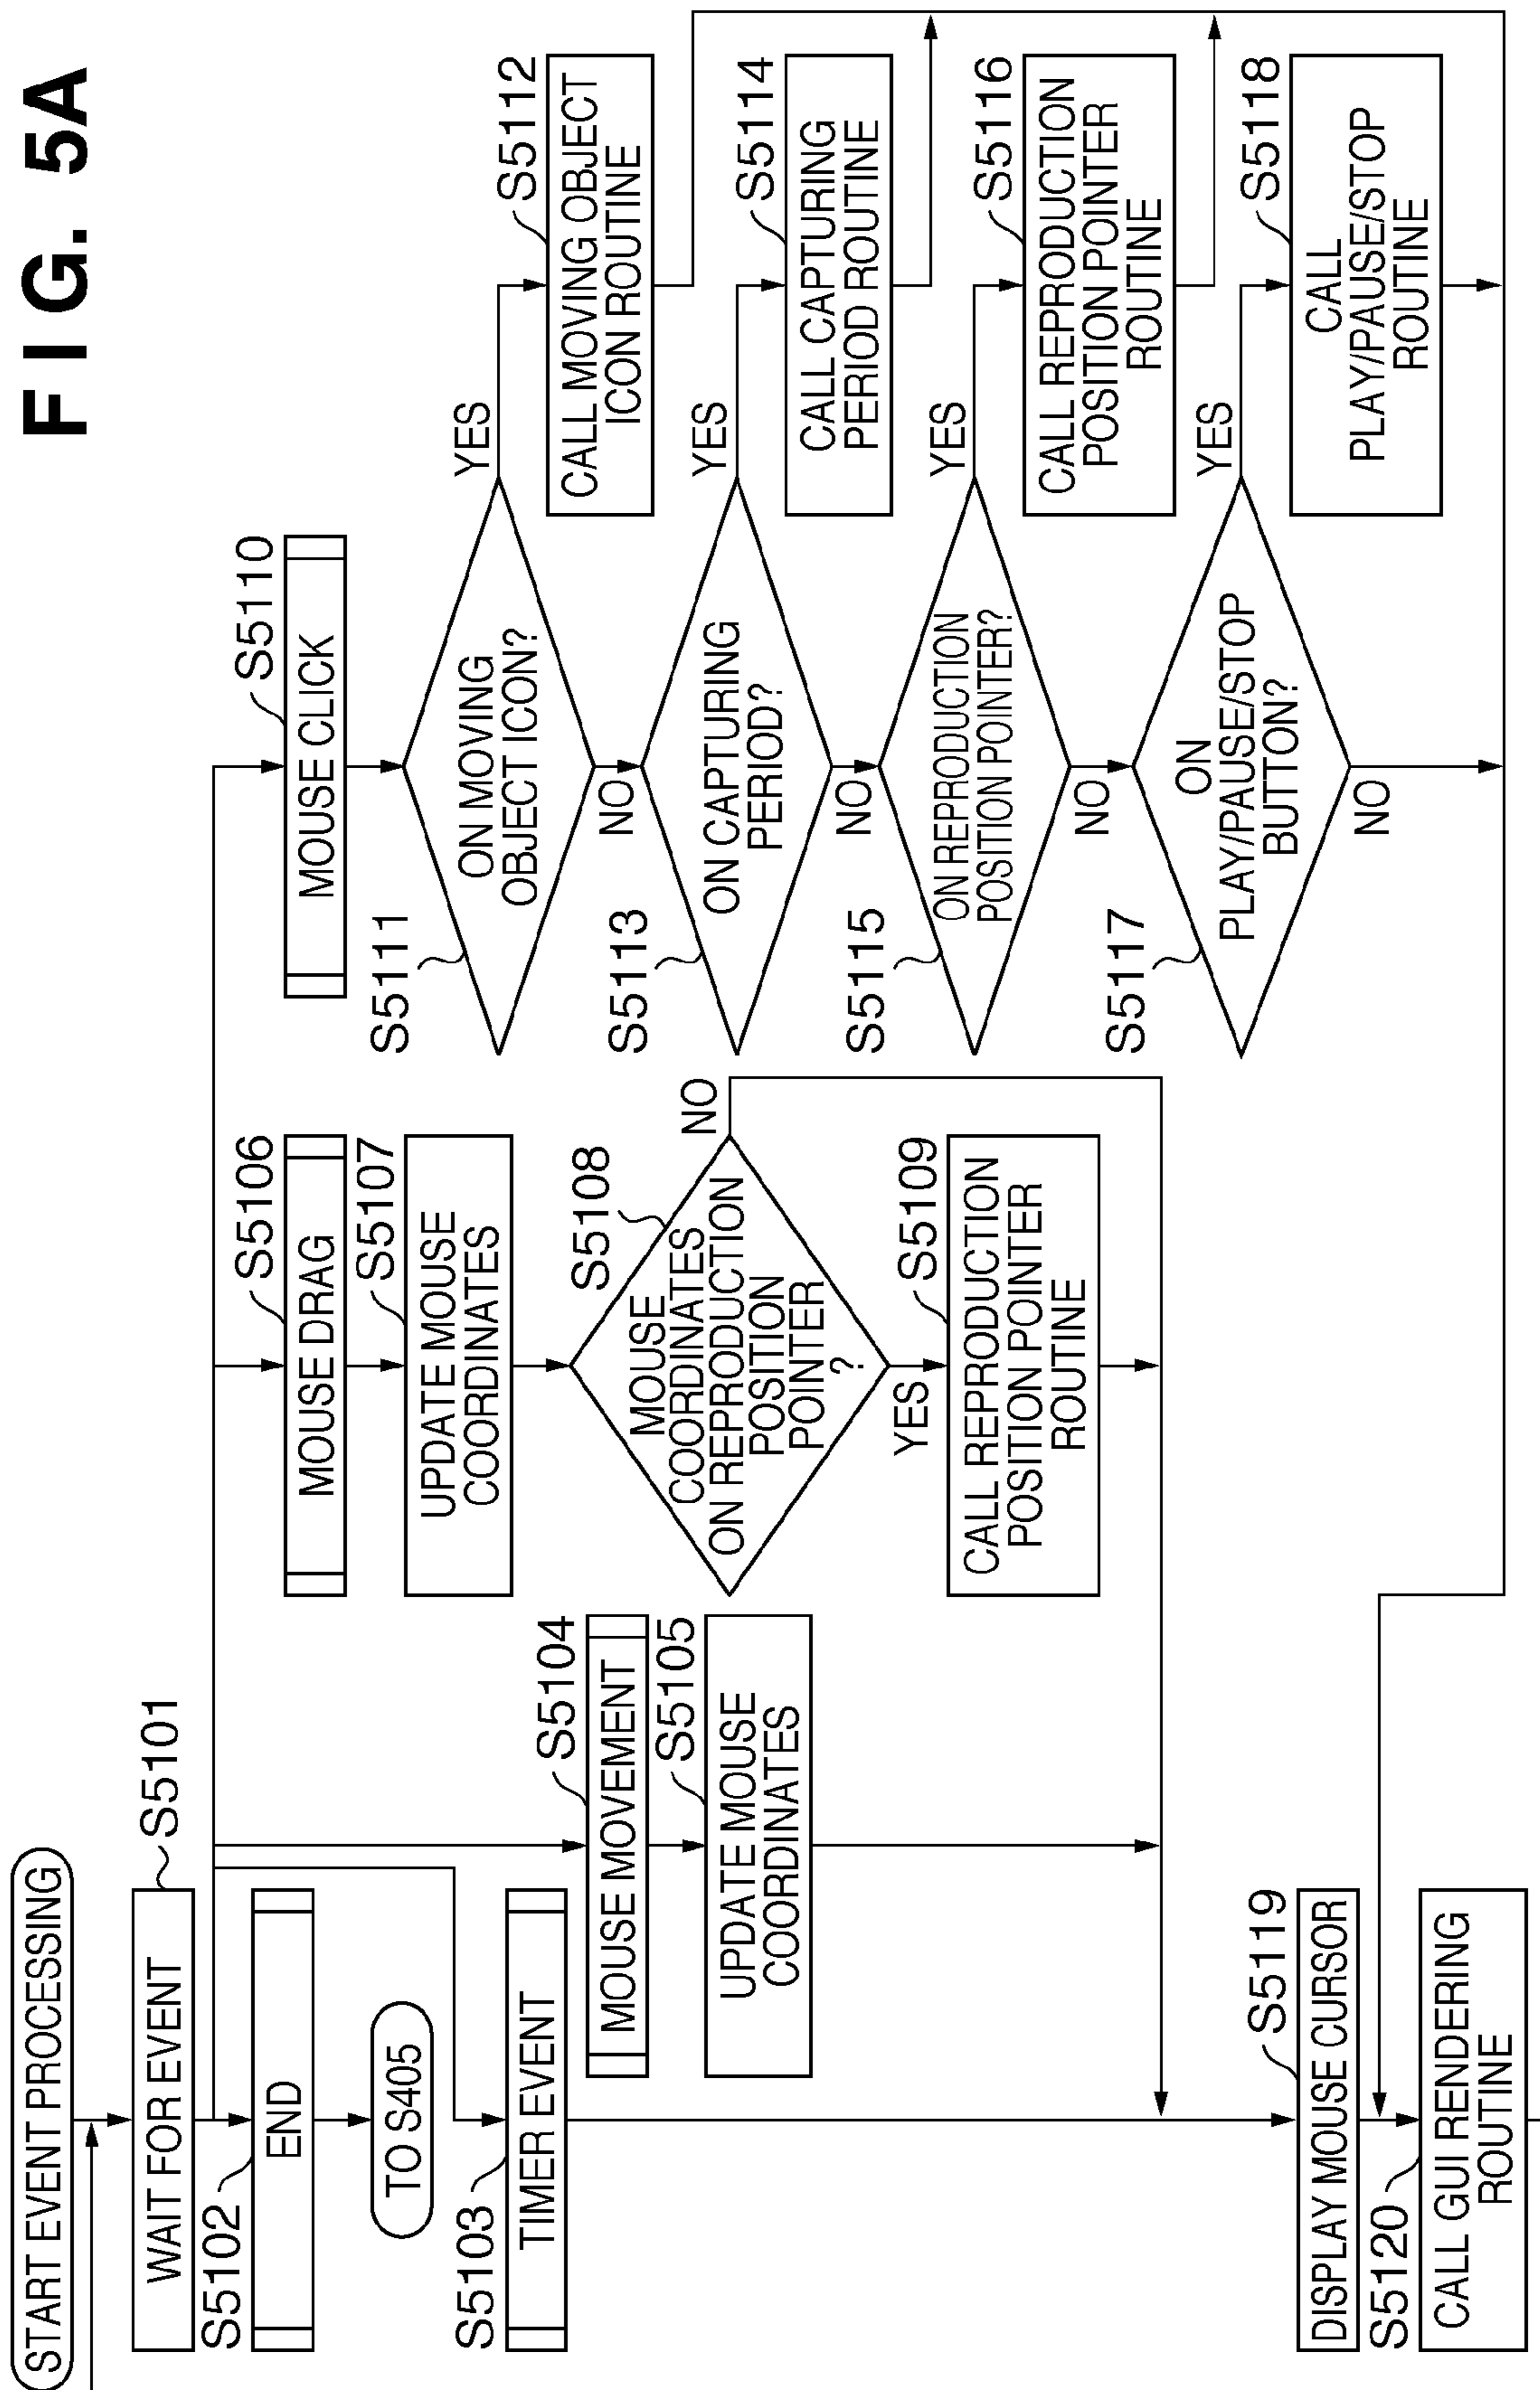 FIG. 5A
START EVENT PROCESSING
WAIT FOR EVENT
S5101
S5102
END
TO S405
S5103
TIMER EVENT
S5104
MOUSE MOVEMENT
S5105
UPDATE MOUSE
COORDINATES
S5106
MOUSE DRAG
S5107
UPDATE MOUSE
COORDINATES
S5108
MOUSE
COORDINATES
ON REPRODUCTION
POSITION
POINTER
?
NO
YES
S5109
CALL REPRODUCTION
POSITION POINTER
ROUTINE
S5110
MOUSE CLICK
S5111
ON MOVING
OBJECT ICON?
YES
NO
S5112
CALL MOVING OBJECT
ICON ROUTINE
S5113
ON CAPTURING
PERIOD?
YES
NO
S5114
CALL CAPTURING
PERIOD ROUTINE
S5115
ON REPRODUCTION
POSITION POINTER?
YES
NO
S5116
CALL REPRODUCTION
POSITION POINTER
ROUTINE
S5117
ON
PLAY/PAUSE/STOP
BUTTON?
YES
NO
S5118
CALL
PLAY/PAUSE/STOP
ROUTINE
S5119
DISPLAY MOUSE CURSOR
S5120
CALL GUI RENDERING
ROUTINE